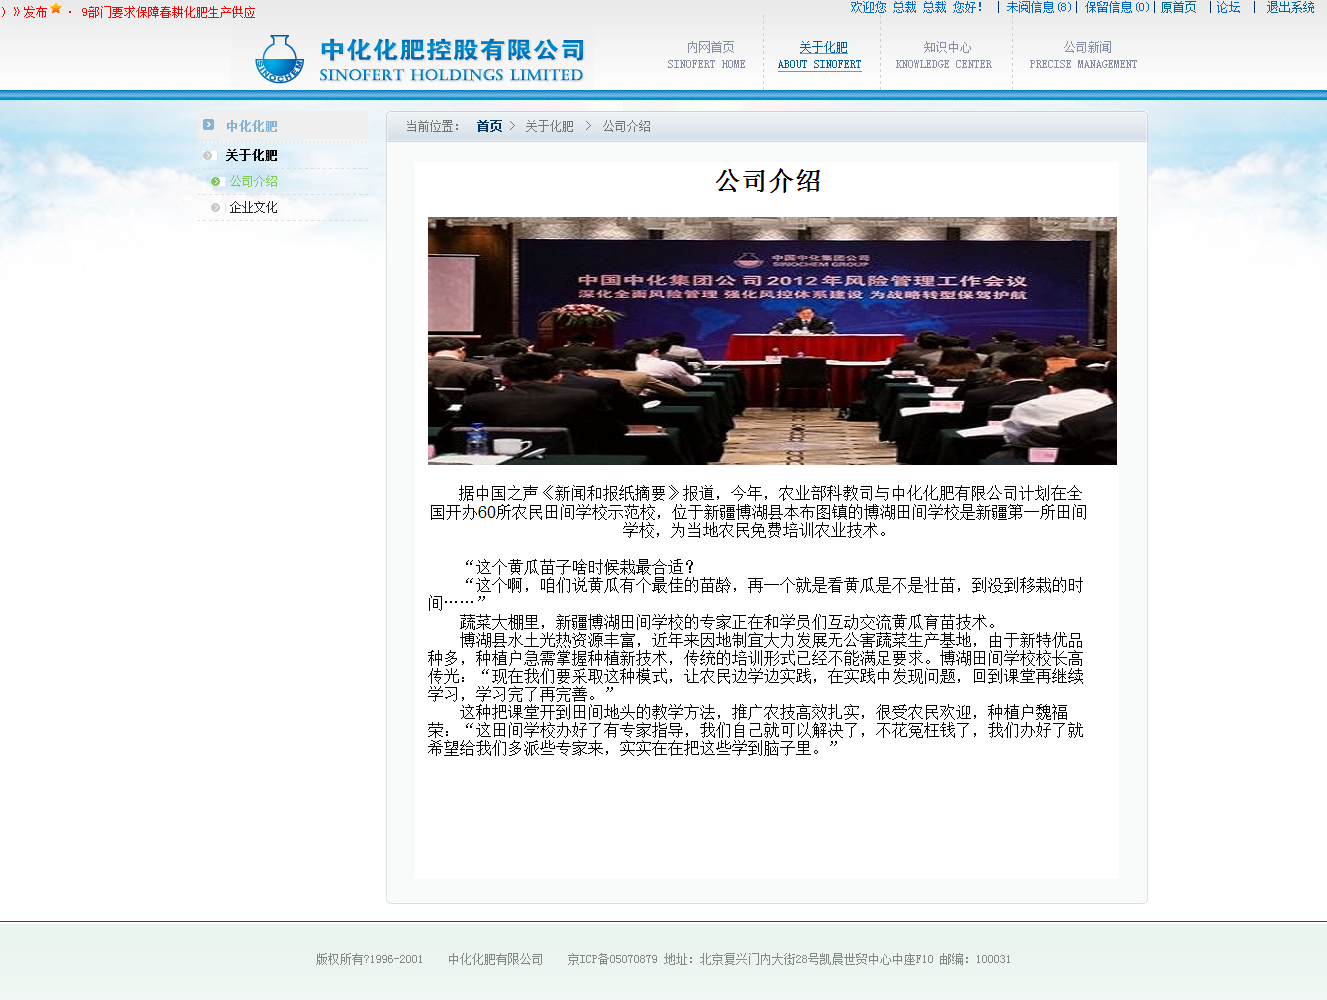 ）》发布 · 9部门要求保障春耕化肥生产供应
欢迎您 总裁 总裁 您好！ | 未阅信息(8)| 保留信息(0)|原首页 |论坛 | 退出系统
中化化肥控股有限公司
SINOFERT HOLDINGS LIMITED
内网首页
SINOFERT HOME
关于化肥
ABOUT SINOFERT
知识中心
KNOWLEDGE CENTER
公司新闻
PRECISE MANAGEMENT
中化化肥
关于化肥
公司介绍
企业文化
当前位置： 首页 > 关于化肥 > 公司介绍
公司介绍
中国中化集团公司
SINOCHEM GROUP
中国中化集团公司2012年风险管理工作会议
深化全面风险管理 强化风控体系建设 为战略转型保驾护航
据中国之声《新闻和报纸摘要》报道，今年，农业部科教司与中化化肥有限公司计划在全
国开办60所农民田间学校示范校，位于新疆博湖县本布图镇的博湖田间学校是新疆第一所田间
学校，为当地农民免费培训农业技术。
“这个黄瓜苗子啥时候栽最合适？
“这个啊，咱们说黄瓜有个最佳的苗龄，再一个就是看黄瓜是不是壮苗，到没到移栽的时
间……”
蔬菜大棚里，新疆博湖田间学校的专家正在和学员们互动交流黄瓜育苗技术。
博湖县水土光热资源丰富，近年来因地制宜大力发展无公害蔬菜生产基地，由于新特优品
种多，种植户急需掌握种植新技术，传统的培训形式已经不能满足要求。博湖田间学校校长高
传光：“现在我们要采取这种模式，让农民边学边实践，在实践中发现问题，回到课堂再继续
学习，学习完了再完善。”
这种把课堂开到田间地头的教学方法，推广农技高效扎实，很受农民欢迎，种植户魏福
荣：“这田间学校办好了有专家指导，我们自己就可以解决了，不花冤枉钱了，我们办好了就
希望给我们多派些专家来，实实在在把这些学到脑子里。”
版权所有?1996-2001 中化化肥有限公司 京ICP备05070879 地址：北京复兴门内大街28号凯晨世贸中心中座F10 邮编：100031